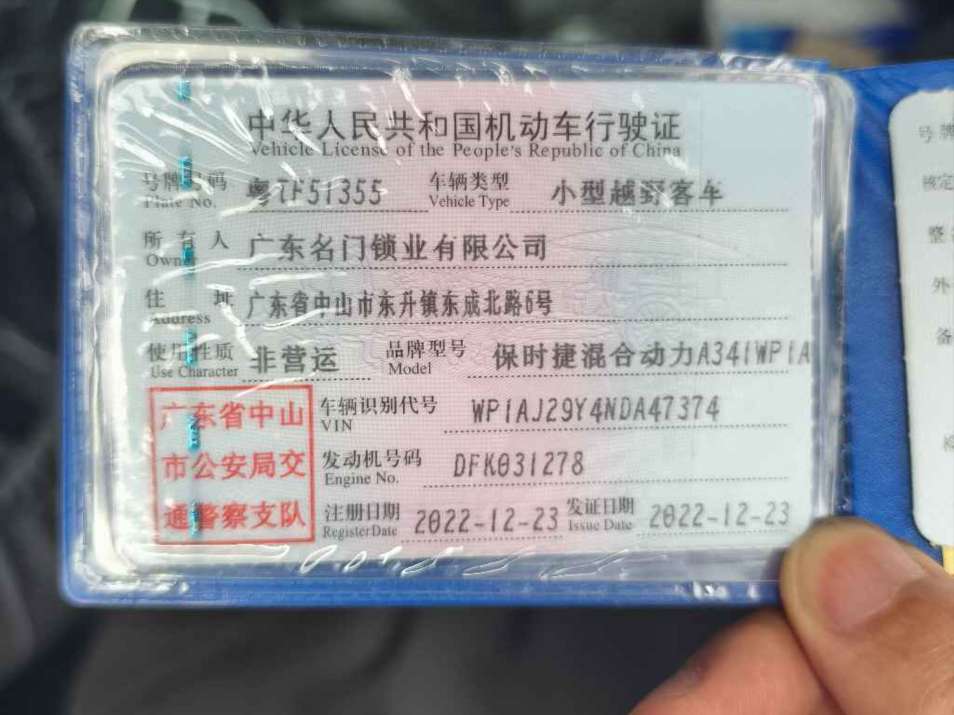 中华人民共和国机动车行驶证
Vehicle License of the People's Republic of China
号牌号码 粤TF51355 车辆类型 小型越野客车
Plate No. Vehicle Type
所有人 广东名门锁业有限公司
Owner
住址 广东省中山市东升镇东成北路6号
Address
使用性质 非营运 品牌型号 保时捷混合动力A341WP1A
Use Character Model
广东省中山
市公安局交
通警察支队
车辆识别代号 WP1AJ29Y4NDA47374
VIN
发动机号码 DFK031278
Engine No.
注册日期 2022-12-23 发证日期 2022-12-23
Register Date Issue Date
号牌
核定
整
外
备